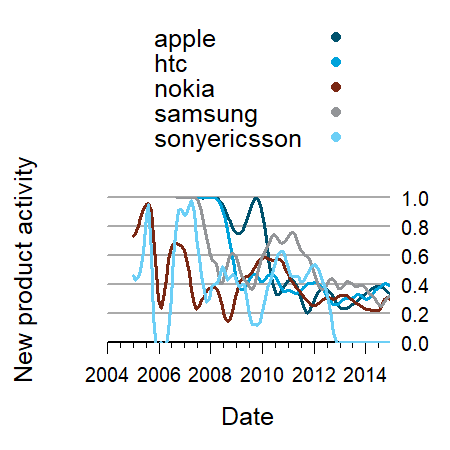 apple
htc
nokia
samsung
sonyericsson
New product activity
1.0
0.8
0.6
0.4
0.2
0.0
2004 2006 2008 2010 2012 2014
Date